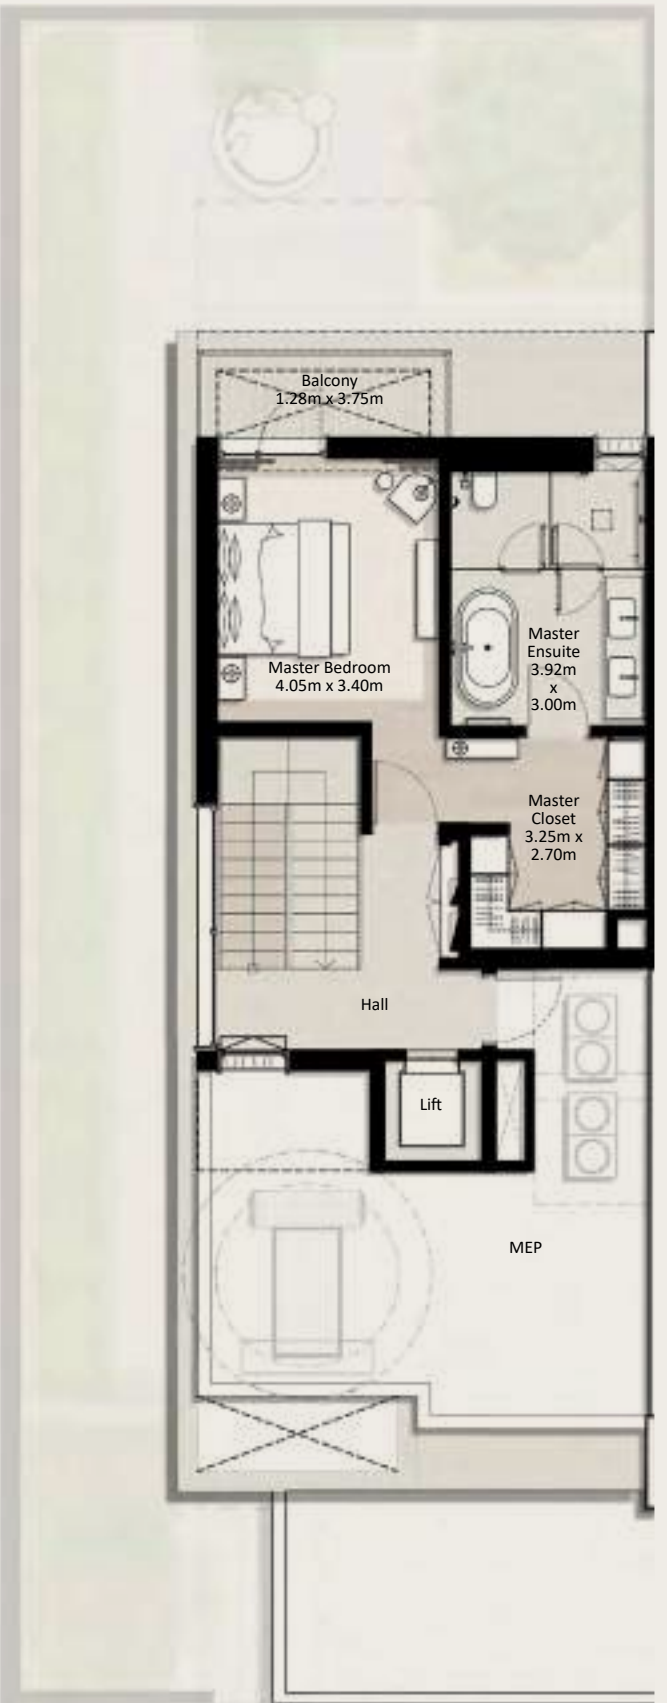 Balcony
1.28m x 3.75m
Master Bedroom
4.05m x 3.40m
Master
Ensuite
3.92m
x
3.00m
Master
Closet
3.25m x
2.70m
Hall
Lift
MEP